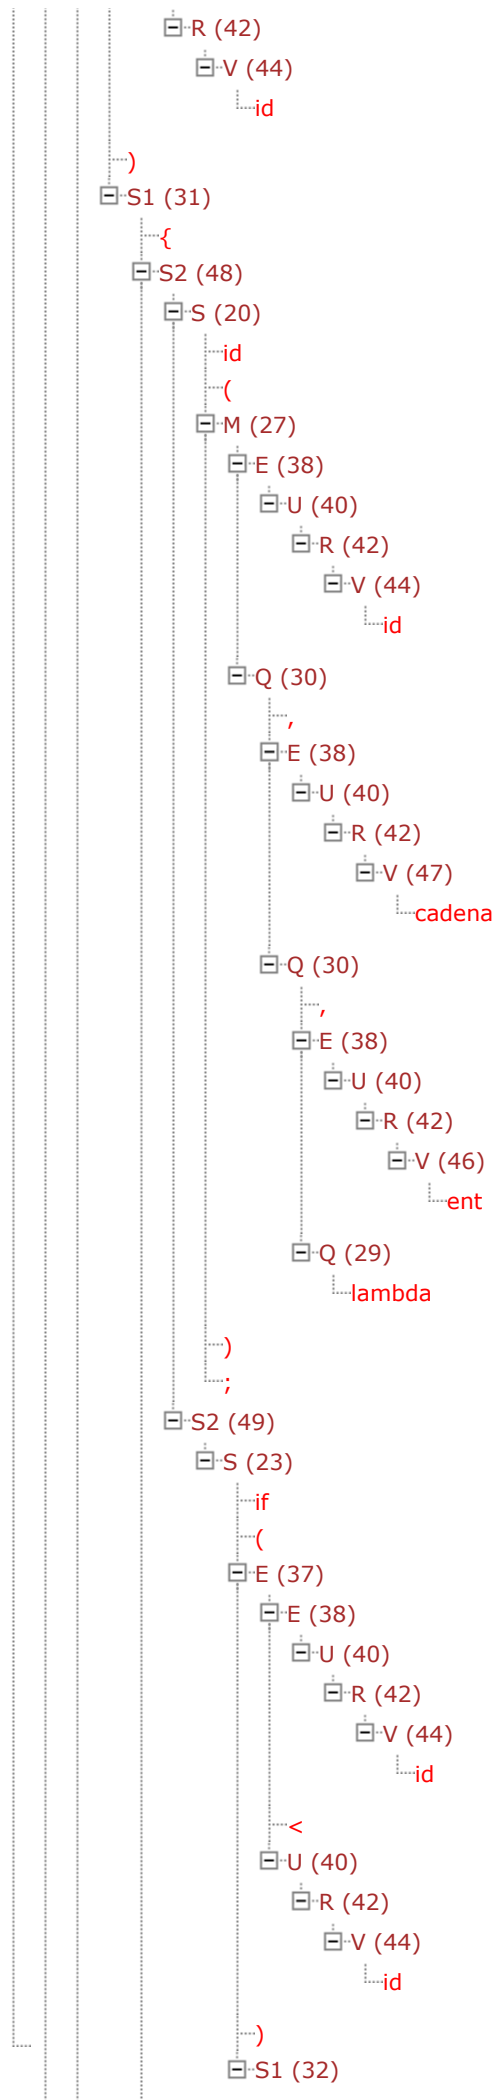 R (42)
V (44)
id
)
S1 (31)
{
S2 (48)
S (20)
id
(
M (27)
E (38)
U (40)
R (42)
V (44)
id
Q (30)
,
E (38)
U (40)
R (42)
V (47)
cadena
Q (30)
,
E (38)
U (40)
R (42)
V (46)
ent
Q (29)
lambda
)
;
S2 (49)
S (23)
if
(
E (37)
E (38)
U (40)
R (42)
V (44)
id
<
U (40)
R (42)
V (44)
id
)
S1 (32)